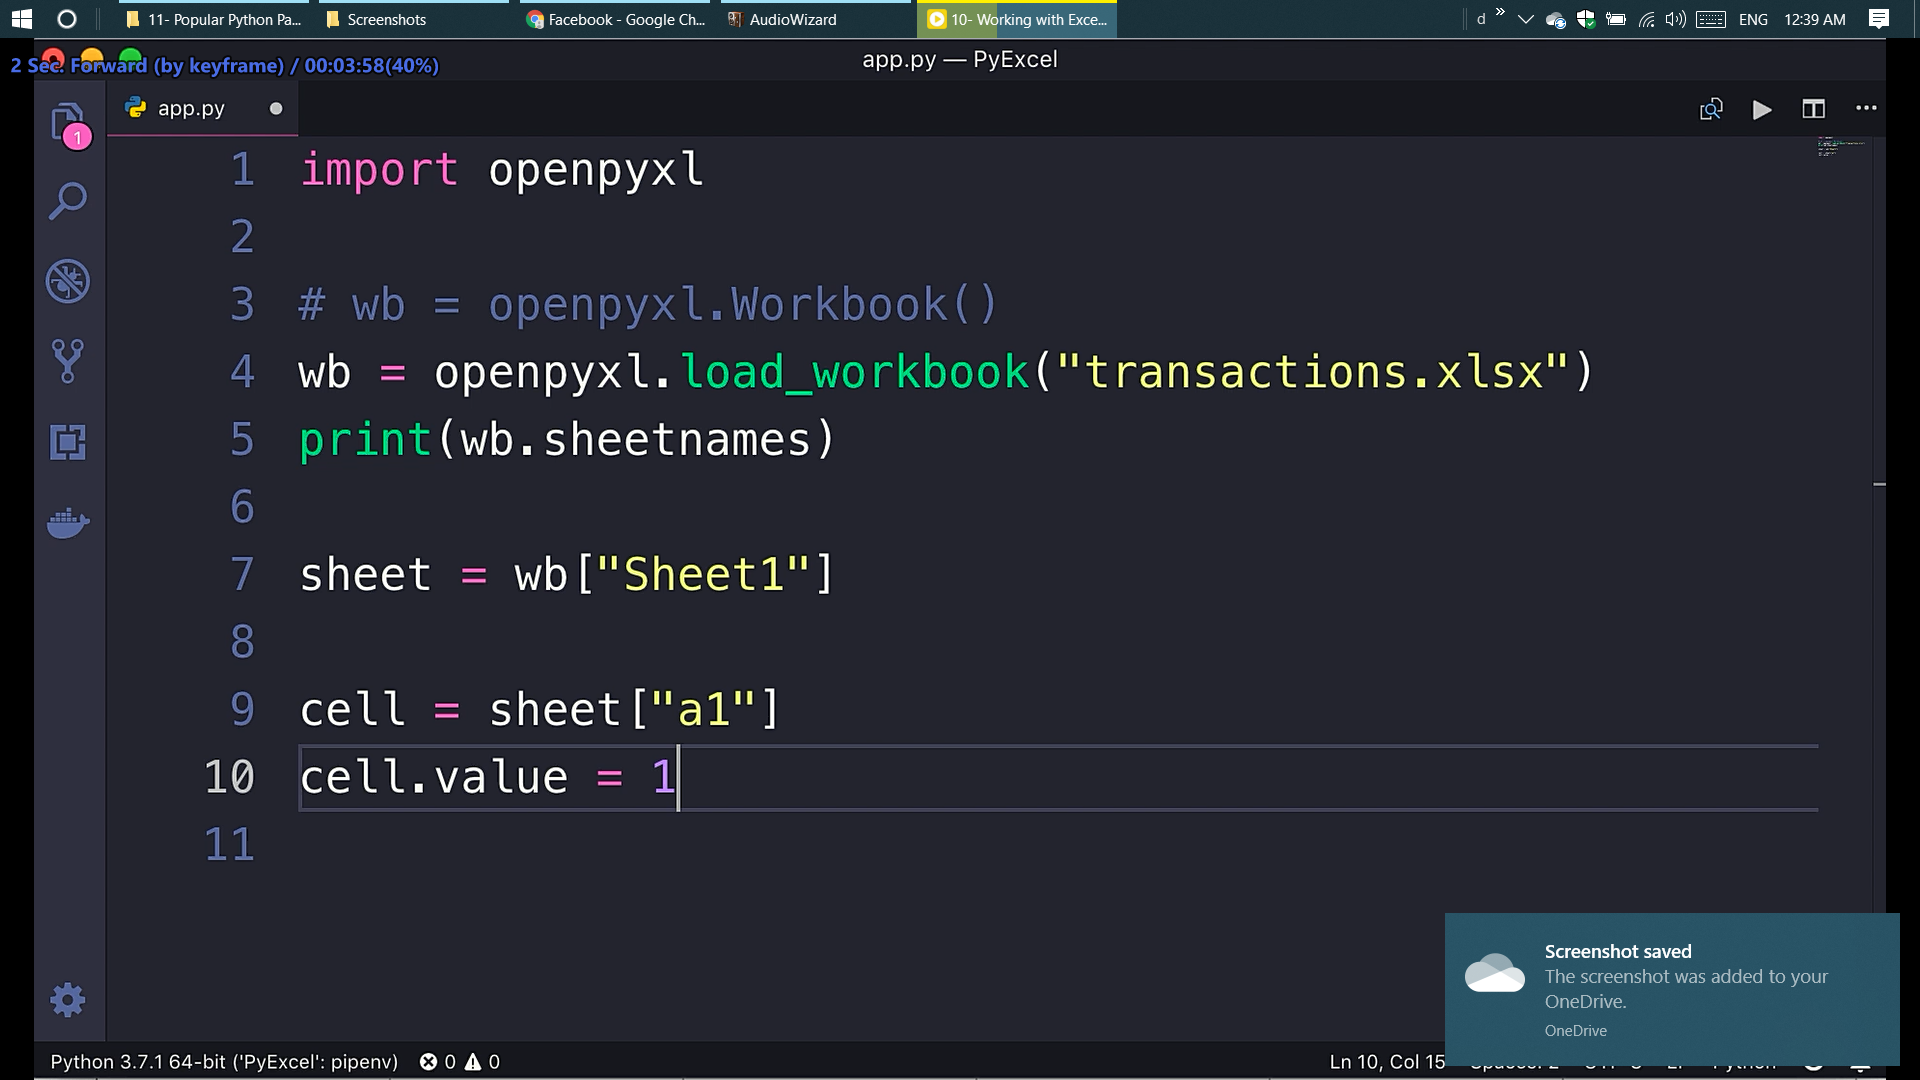 11- Popular Python Pa...
Screenshots
Facebook - Google Ch...
AudioWizard
10- Working with Exce...
d
ENG
12:39 AM
2 Sec. Forward (by keyframe) / 00:03:58(40%)
app.py — PyExcel
1
app.py
1 import openpyxl
2
3 # wb = openpyxl.Workbook()
4 wb = openpyxl.load_workbook("transactions.xlsx")
5 print(wb.sheetnames)
6
7 sheet = wb["Sheet1"]
8
9 cell = sheet["a1"]
10 cell.value = 1
11
Screenshot saved
The screenshot was added to your
OneDrive.
OneDrive
Python 3.7.1 64-bit ('PyExcel': pipenv) 0 0
Ln 10, Col 15